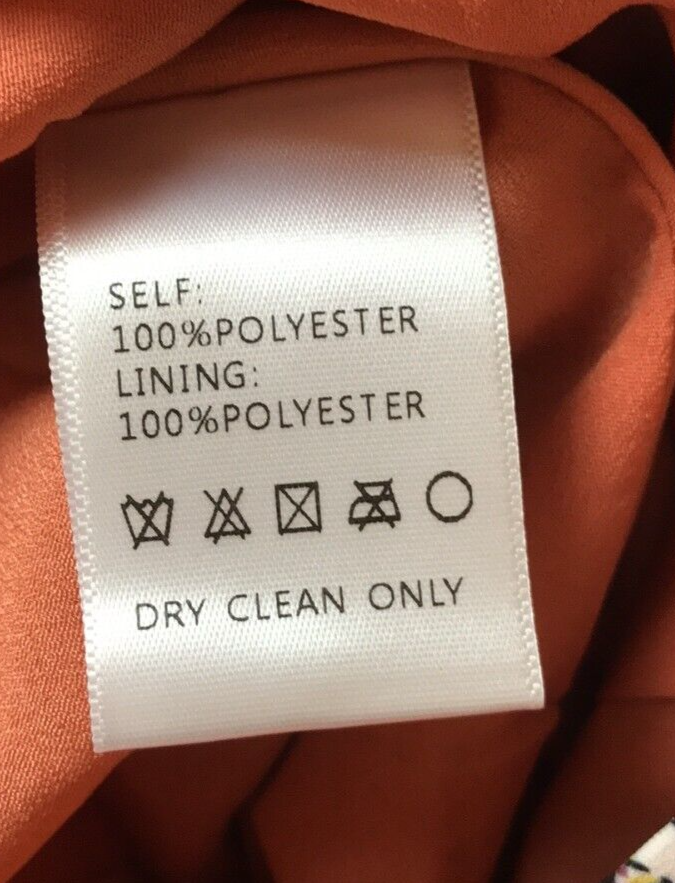 SELF:
100%POLYESTER
LINING:
100%POLYESTER
DRY CLEAN ONLY